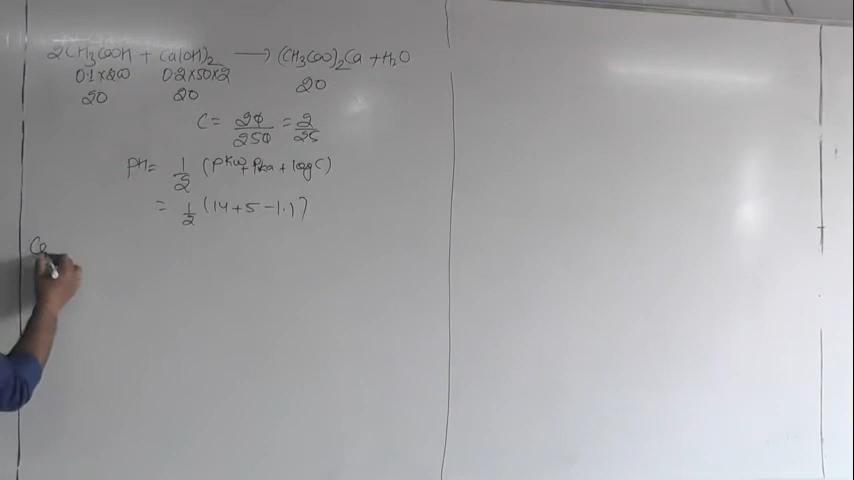 2CH3COOH + Ca(OH)2 → (CH3COO)2Ca + H2O
0.1×200 0.2×50×2
20 20 20
C = 20/250 = 2/25
PH = 1/2 (PKw + Pka + log C)
= 1/2 (14 + 5 - 1.1)